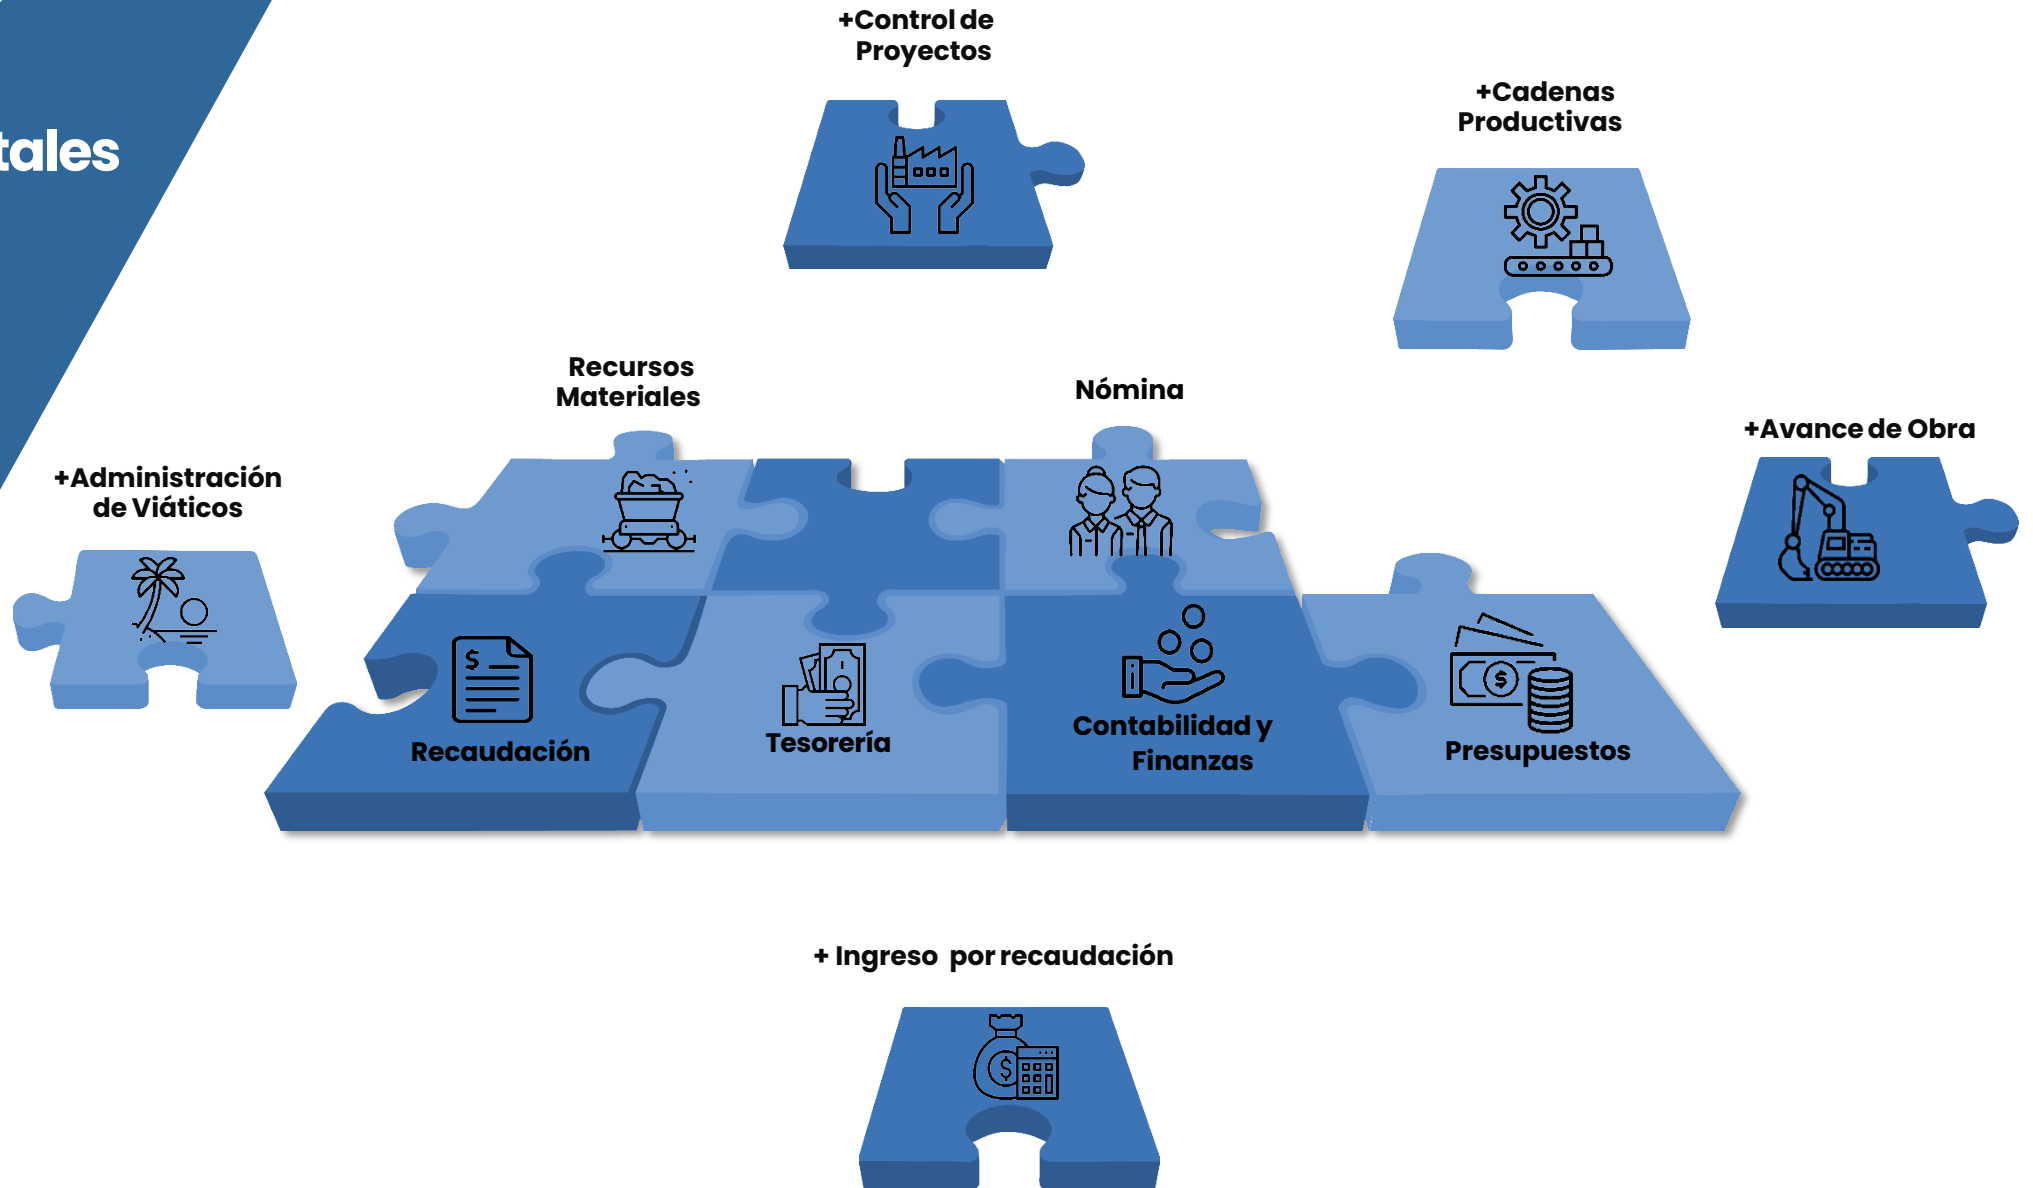 +Control de
Proyectos
+Cadenas
Productivas
tales
Recursos
Materiales
Nómina
+Avance de Obra
+Administración
de Viáticos
Recaudación
Tesorería
Contabilidad y
Finanzas
Presupuestos
+ Ingreso por recaudación